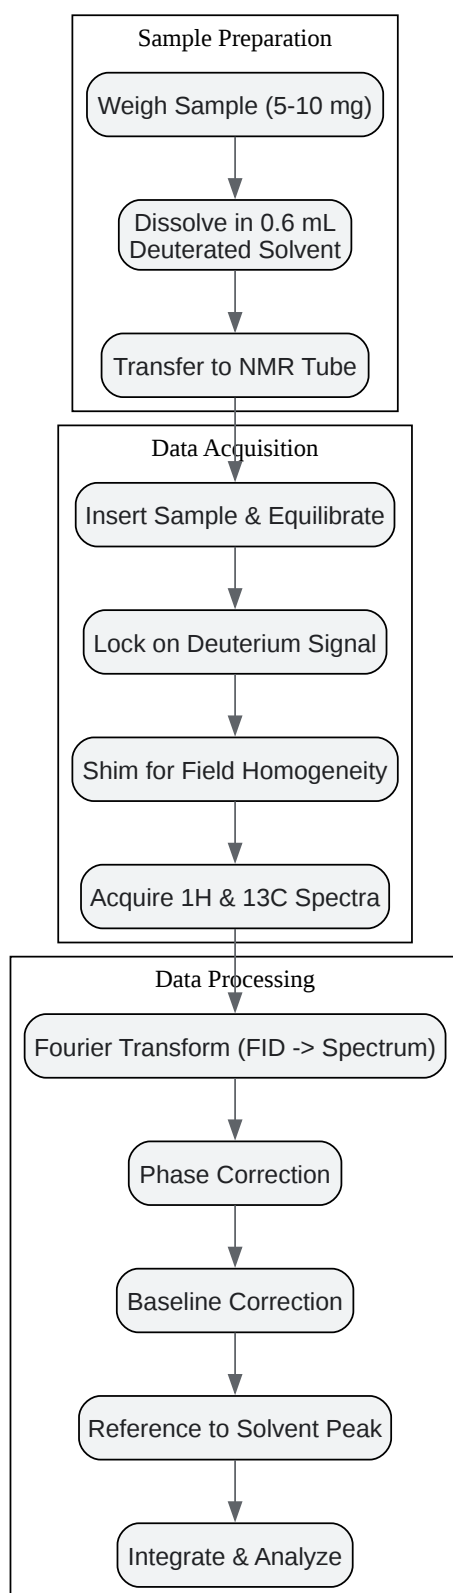 Sample Preparation
Weigh Sample (5-10 mg)
Dissolve in 0.6 mL
Deuterated Solvent
Transfer to NMR Tube
Data Acquisition
Insert Sample & Equilibrate
Lock on Deuterium Signal
Shim for Field Homogeneity
Acquire 1H & 13C Spectra
Data Processing
Fourier Transform (FID -> Spectrum)
Phase Correction
Baseline Correction
Reference to Solvent Peak
Integrate & Analyze